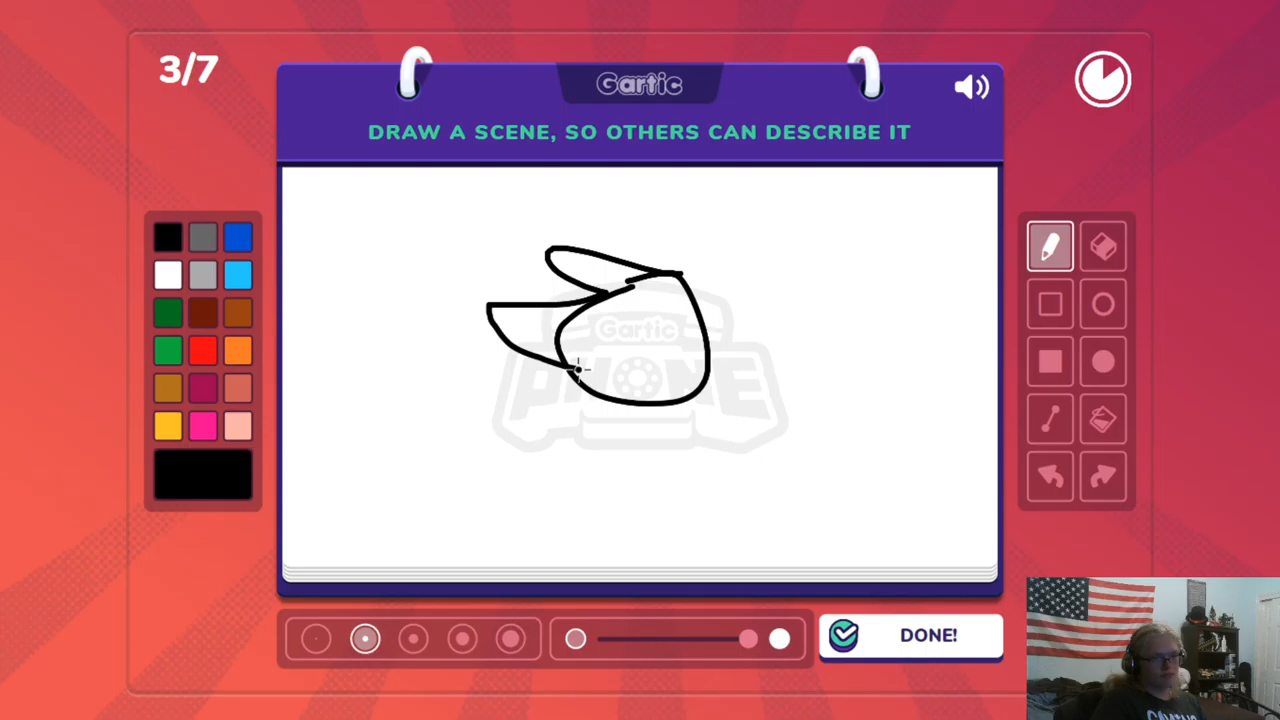 3/7
Gartic
DRAW A SCENE, SO OTHERS CAN DESCRIBE IT
Gartic
PHONE
DONE!